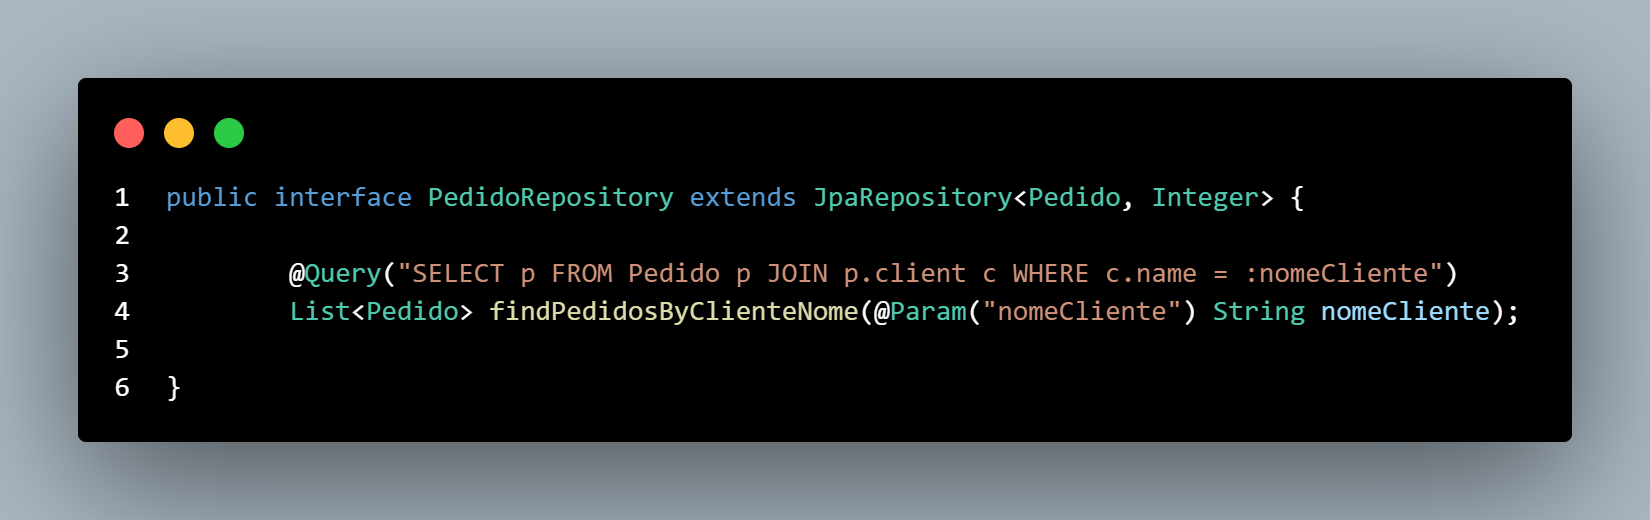 1 public interface PedidoRepository extends JpaRepository<Pedido, Integer> {
2
3 @Query("SELECT p FROM Pedido p JOIN p.client c WHERE c.name = :nomeCliente")
4 List<Pedido> findPedidosByClienteNome(@Param("nomeCliente") String nomeCliente);
5
6 }